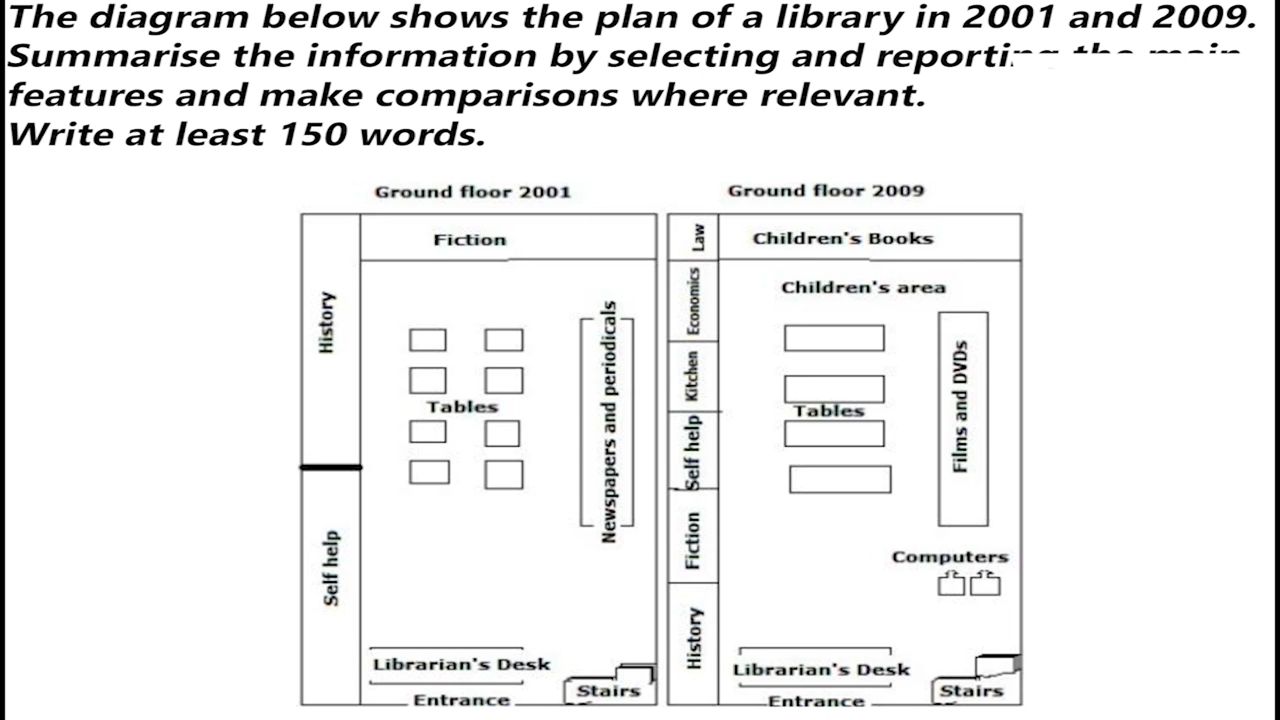 The diagram below shows the plan of a library in 2001 and 2009.
Summarise the information by selecting and reporting the main
features and make comparisons where relevant.
Write at least 150 words.
Ground floor 2001
Ground floor 2009
Fiction
History
Self help
Tables
Newspapers and periodicals
Librarian's Desk
Entrance
Stairs
Law
Children's Books
Children's area
Economics
Kitchen
Self help
Fiction
History
Tables
Films and DVDs
Computers
Librarian's Desk
Entrance
Stairs